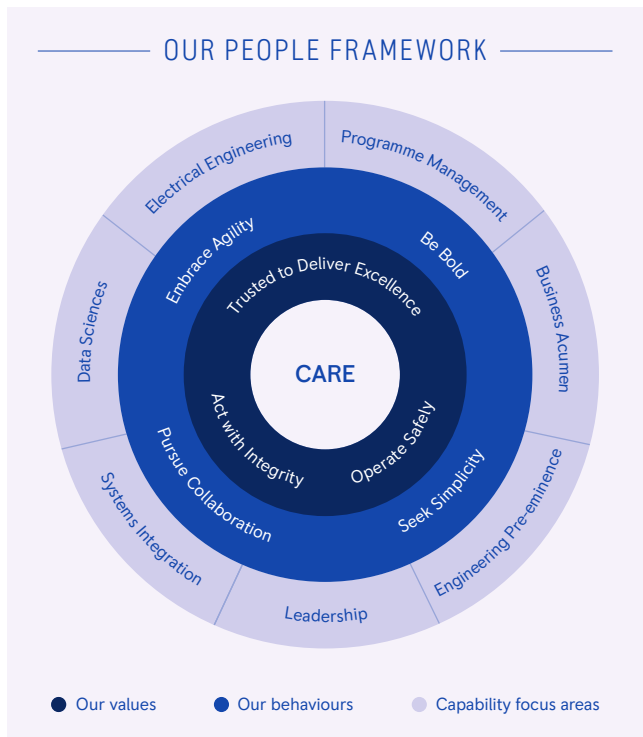 OUR PEOPLE FRAMEWORK
Electrical Engineering
Programme Management
Business Acumen
Engineering Pre-eminence
Leadership
Systems Integration
Data Sciences
Embrace Agility
Be Bold
Seek Simplicity
Pursue Collaboration
Trusted to Deliver Excellence
Operate Safely
Act with Integrity
CARE
Our values
Our behaviours
Capability focus areas